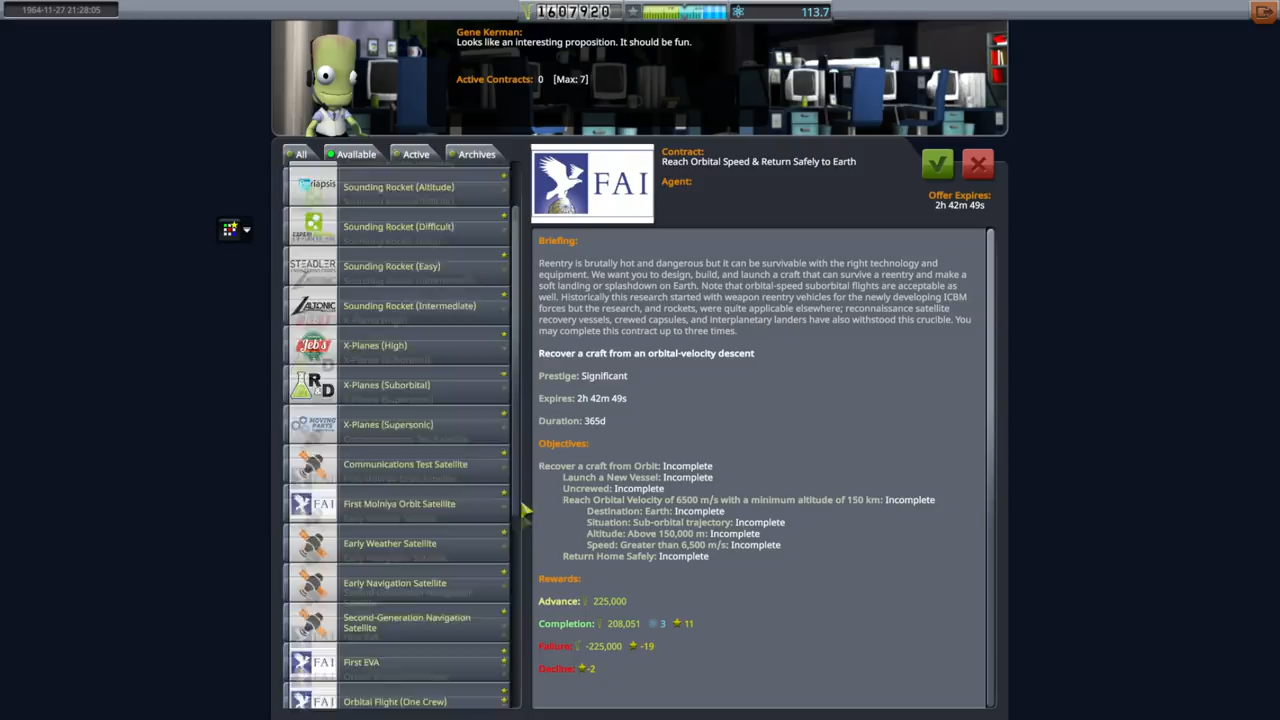 1964-11-27 21:28:05
1607920
113.7
Gene Kerman:
Looks like an interesting proposition. It should be fun.
Active Contracts: 0 [Max: 7]
All
Available
Active
Archives
Sounding Rocket (Altitude)
Sounding Rocket (Difficult)
STEADLER
Sounding Rocket (Easy)
Sounding Rocket (Intermediate)
Jeb's
X-Planes (High)
R&D
X-Planes (Suborbital)
MOVING PARTS
X-Planes (Supersonic)
Communications Test Satellite
FAI
First Molniya Orbit Satellite
Early Weather Satellite
Early Navigation Satellite
Second-Generation Navigation
Satellite
FAI
First EVA
FAI
Orbital Flight (One Crew)
FAI
Contract:
Reach Orbital Speed & Return Safely to Earth
Agent:
Offer Expires:
2h 42m 49s
Briefing:
Reentry is brutally hot and dangerous but it can be survivable with the right technology and
equipment. We want you to design, build, and launch a craft that can survive a reentry and make a
soft landing or splashdown on Earth. Note that orbital-speed suborbital flights are acceptable as
well. Historically this research started with weapon reentry vehicles for the newly developing ICBM
forces but the research, and rockets, were quite applicable elsewhere; reconnaissance satellite
recovery vessels, crewed capsules, and interplanetary landers have also withstood this crucible. You
may complete this contract up to three times.
Recover a craft from an orbital-velocity descent
Prestige: Significant
Expires: 2h 42m 49s
Duration: 365d
Objectives:
Recover a craft from Orbit: Incomplete
Launch a New Vessel: Incomplete
Uncrewed: Incomplete
Reach Orbital Velocity of 6500 m/s with a minimum altitude of 150 km: Incomplete
Destination: Earth: Incomplete
Situation: Sub-orbital trajectory: Incomplete
Altitude: Above 150,000 m: Incomplete
Speed: Greater than 6,500 m/s: Incomplete
Return Home Safely: Incomplete
Rewards:
Advance: 225,000
Completion: 208,051 3 11
Failure: -225,000 -19
Decline: -2